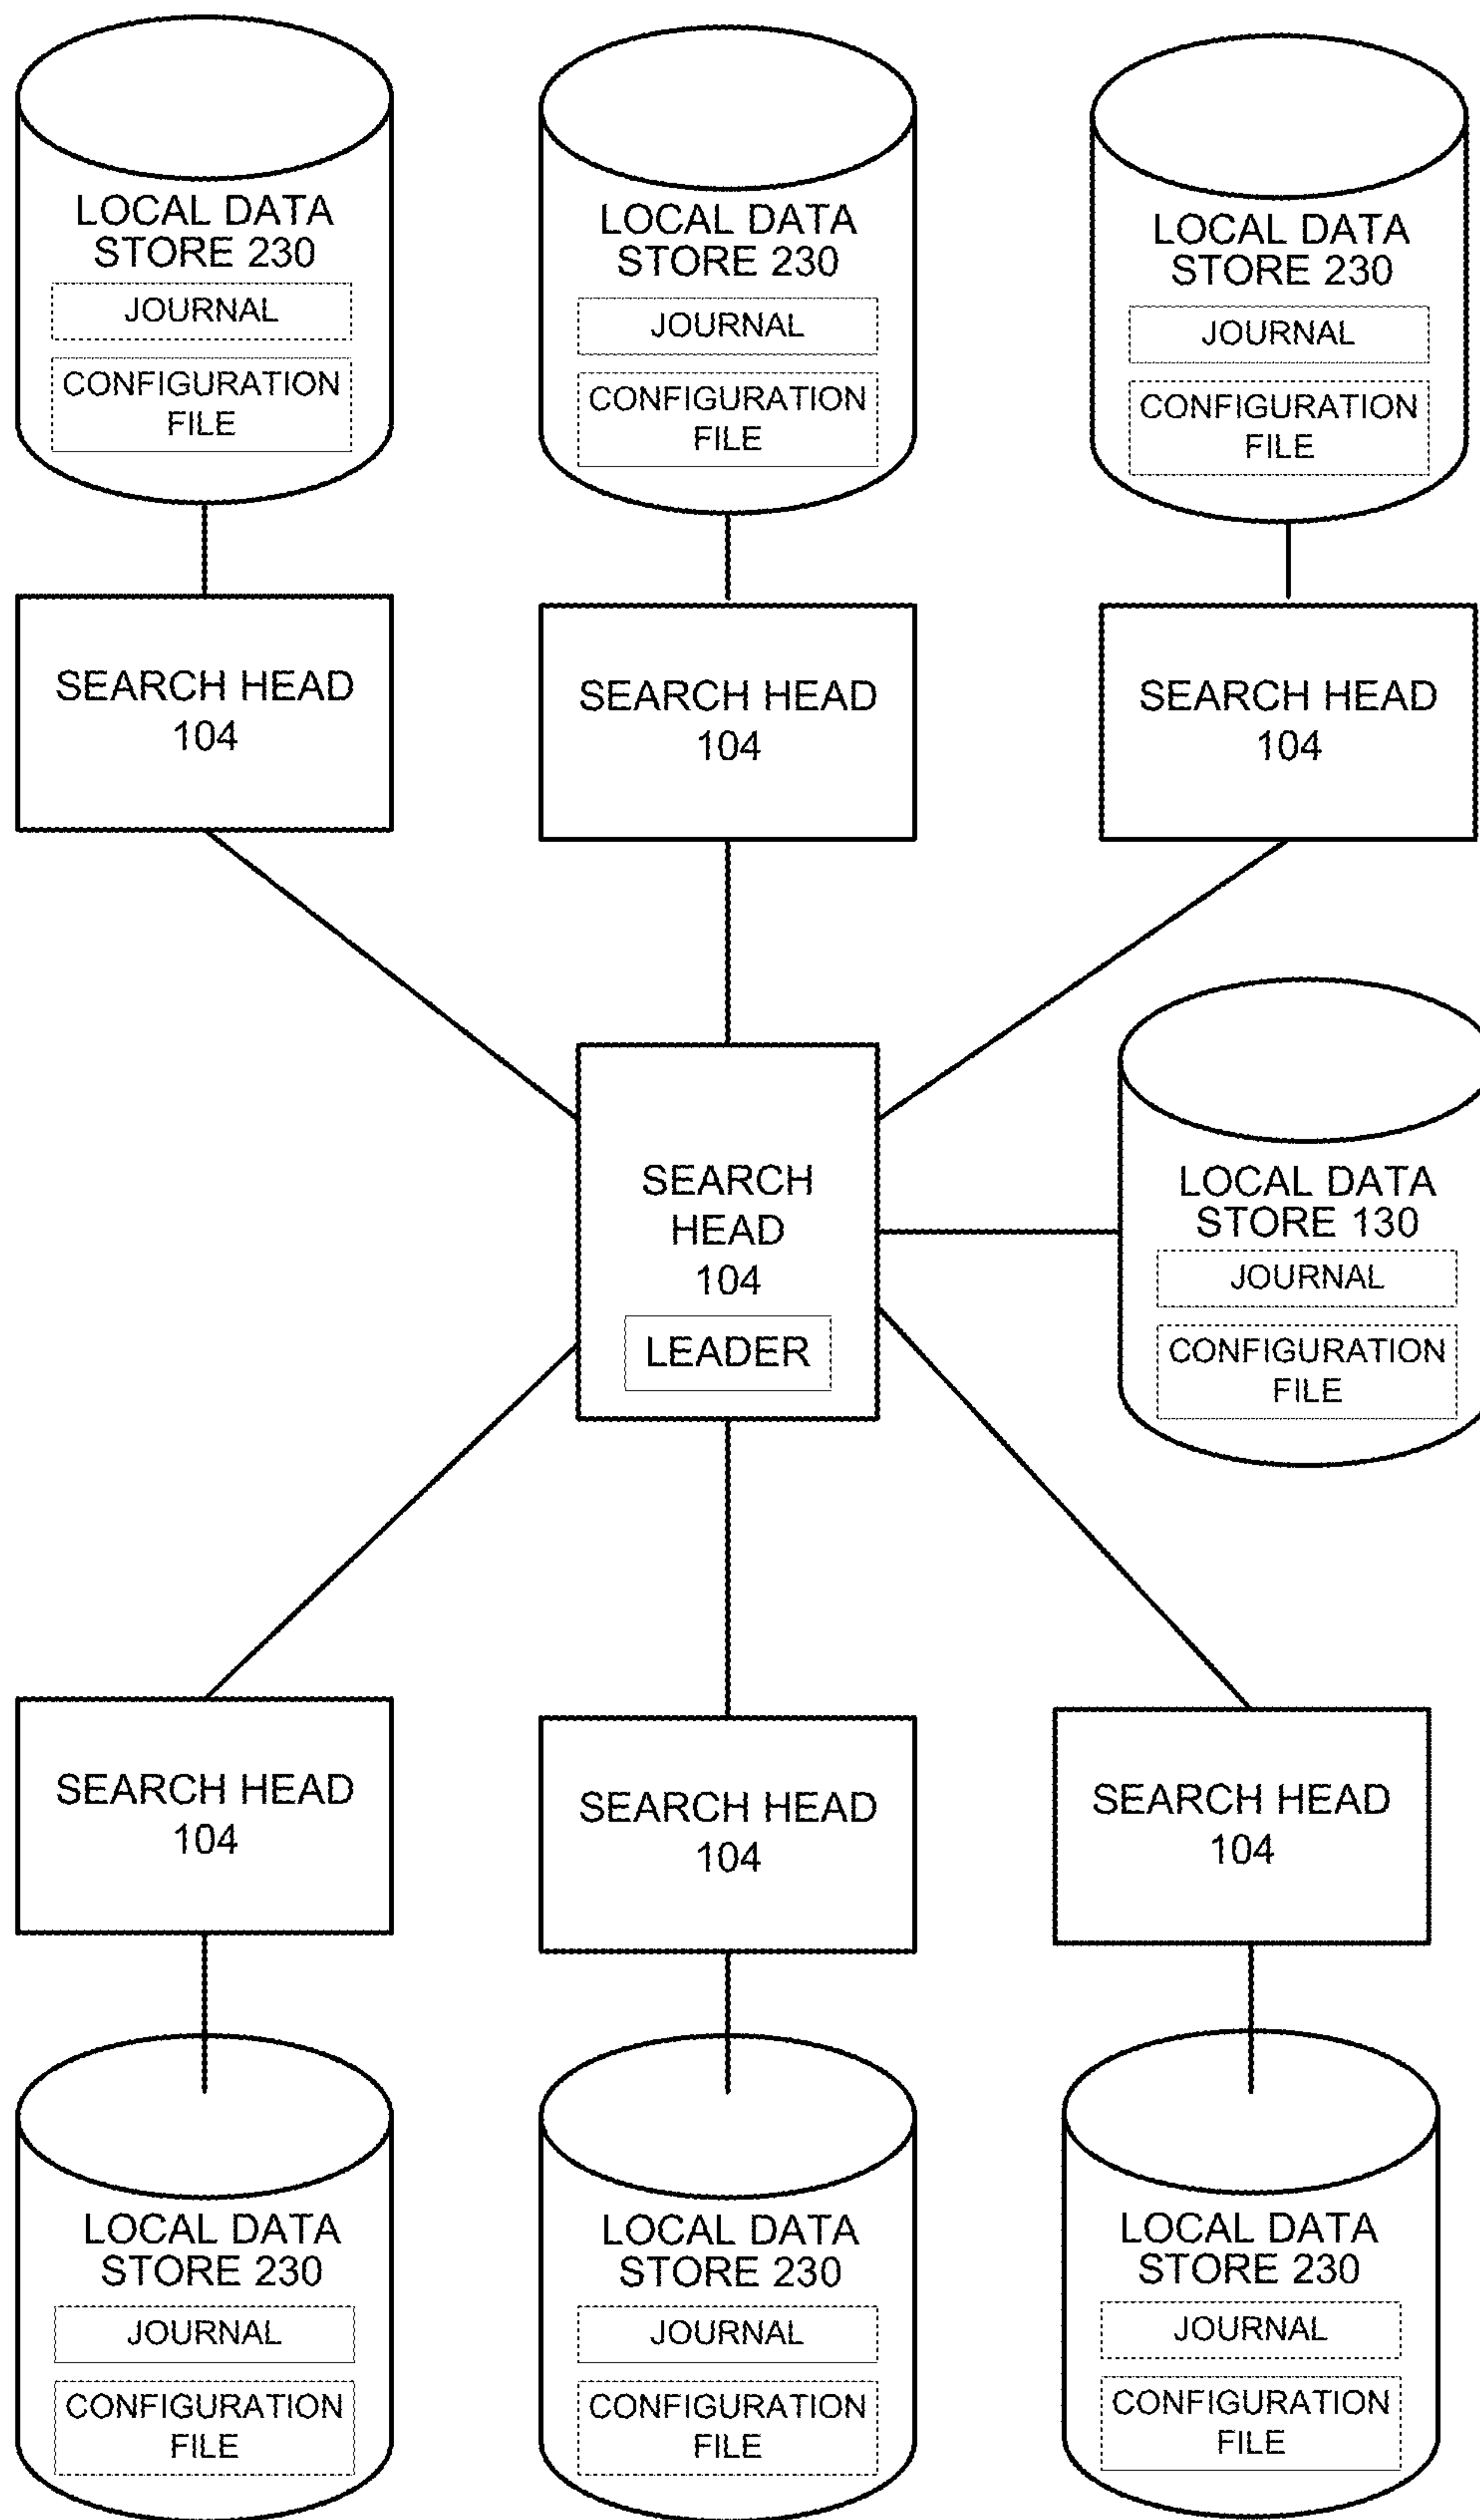 LOCAL DATA
STORE 230
JOURNAL
CONFIGURATION
FILE
LOCAL DATA
STORE 230
JOURNAL
CONFIGURATION
FILE
LOCAL DATA
STORE 230
JOURNAL
CONFIGURATION
FILE
SEARCH HEAD
104
SEARCH HEAD
104
SEARCH HEAD
104
SEARCH
HEAD
104
LEADER
LOCAL DATA
STORE 130
JOURNAL
CONFIGURATION
FILE
SEARCH HEAD
104
SEARCH HEAD
104
SEARCH HEAD
104
LOCAL DATA
STORE 230
JOURNAL
CONFIGURATION
FILE
LOCAL DATA
STORE 230
JOURNAL
CONFIGURATION
FILE
LOCAL DATA
STORE 230
JOURNAL
CONFIGURATION
FILE